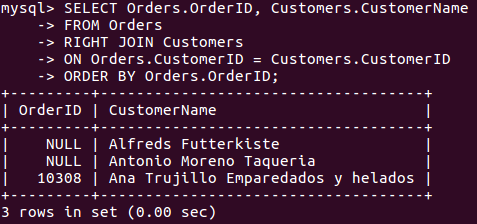 mysql> SELECT Orders.OrderID, Customers.CustomerName
    -> FROM Orders
    -> RIGHT JOIN Customers
    -> ON Orders.CustomerID = Customers.CustomerID
    -> ORDER BY Orders.OrderID;
+---------+------------------------------------+
| OrderID | CustomerName                       |
+---------+------------------------------------+
|    NULL | Alfreds Futterkiste                |
|    NULL | Antonio Moreno Taqueria            |
|   10308 | Ana Trujillo Emparedados y helados |
+---------+------------------------------------+
3 rows in set (0.00 sec)